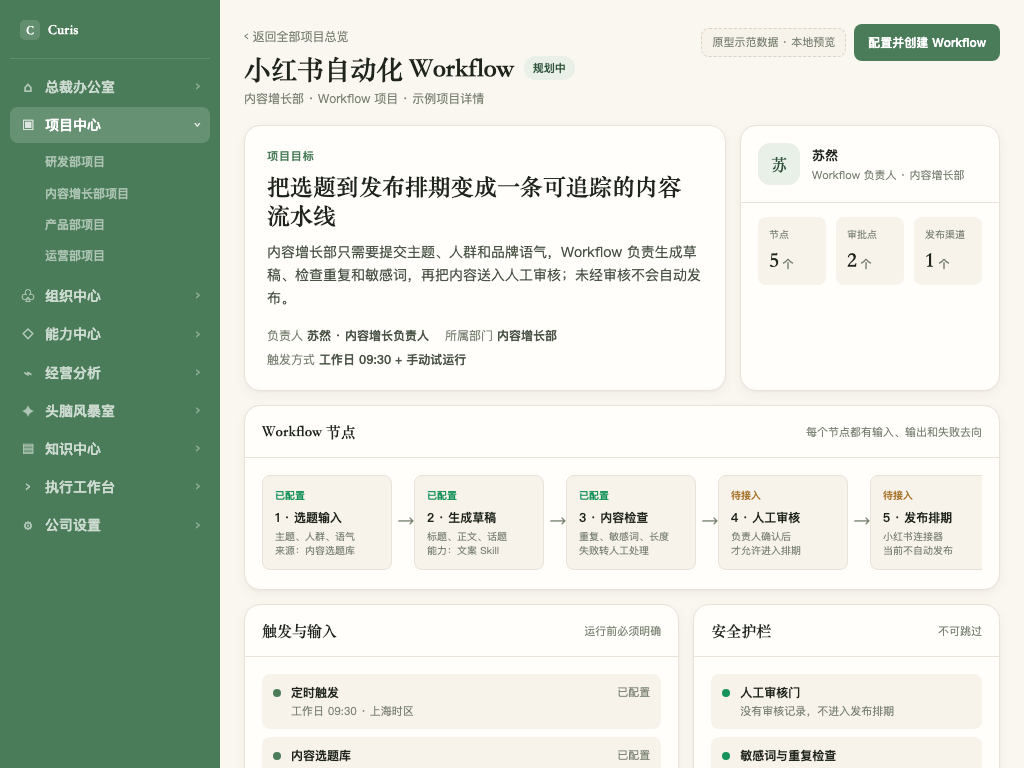 C Curis
总裁办公室
项目中心
研发部项目
内容增长部项目
产品部项目
运营部项目
组织中心
能力中心
经营分析
头脑风暴室
知识中心
执行工作台
公司设置
‹ 返回全部项目总览
小红书自动化 Workflow 规划中
内容增长部 · Workflow 项目 · 示例项目详情
原型示范数据 · 本地预览
配置并创建 Workflow
项目目标
把选题到发布排期变成一条可追踪的内容
流水线
内容增长部只需要提交主题、人群和品牌语气，Workflow 负责生成草
稿、检查重复和敏感词，再把内容送入人工审核；未经审核不会自动发
布。
负责人 苏然 · 内容增长负责人 所属部门 内容增长部
触发方式 工作日 09:30 + 手动试运行
苏
苏然
Workflow 负责人 · 内容增长部
节点
5 个
审批点
2 个
发布渠道
1 个
Workflow 节点
每个节点都有输入、输出和失败去向
已配置
1 · 选题输入
主题、人群、语气
来源：内容选题库
已配置
2 · 生成草稿
标题、正文、话题
能力：文案 Skill
已配置
3 · 内容检查
重复、敏感词、长度
失败转人工处理
待接入
4 · 人工审核
负责人确认后
才允许进入排期
待接入
5 · 发布排期
小红书连接器
当前不自动发布
触发与输入
运行前必须明确
定时触发
工作日 09:30 · 上海时区
已配置
内容选题库
已配置
安全护栏
不可跳过
人工审核门
没有审核记录，不进入发布排期
敏感词与重复检查